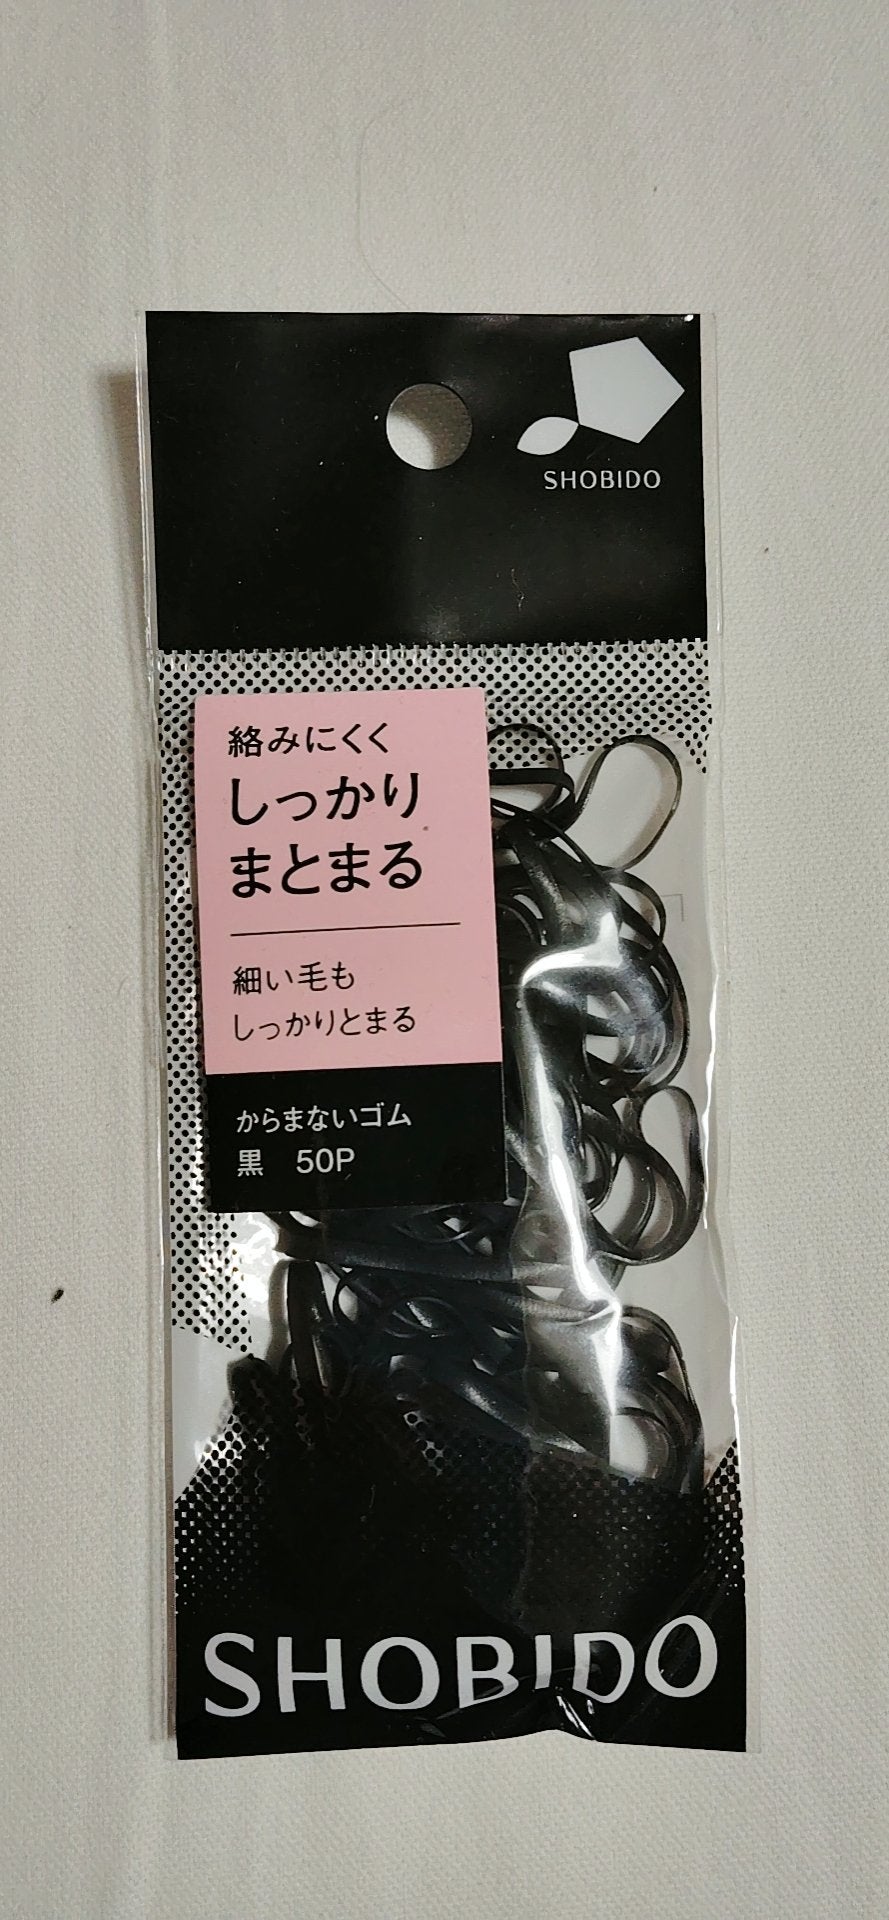 SHOBIDO
絡みにくく
しっかり
まとまる
細い毛も
しっかりとまる
からまないゴム
黒　50P
SHOBIDO